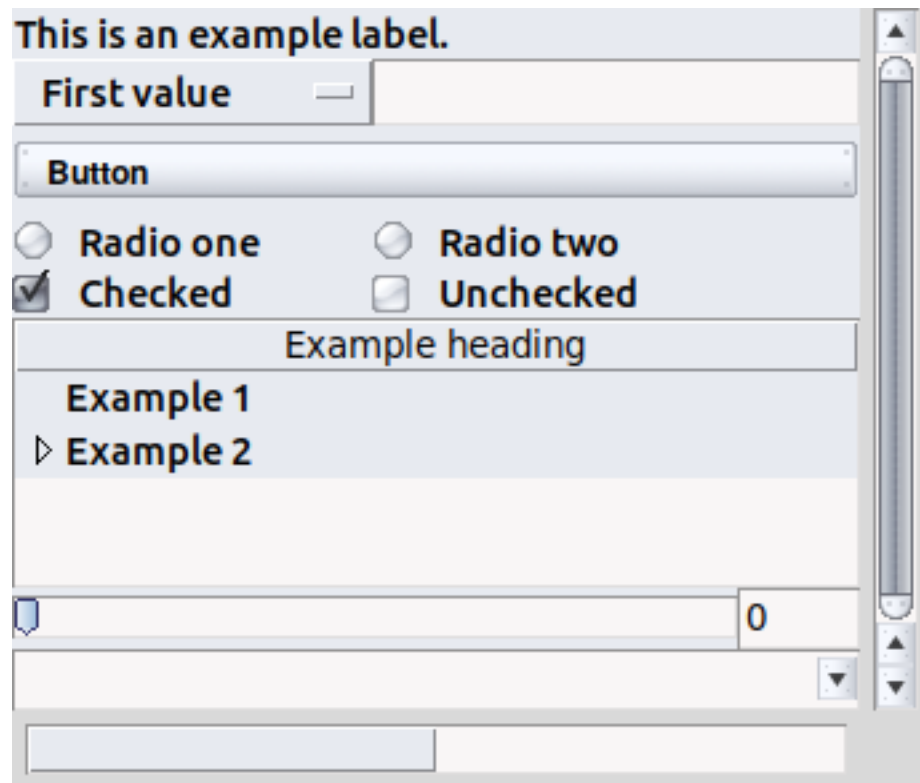 This is an example label.
First value
Button
Radio one Radio two
Checked Unchecked
Example heading
Example 1
Example 2
0